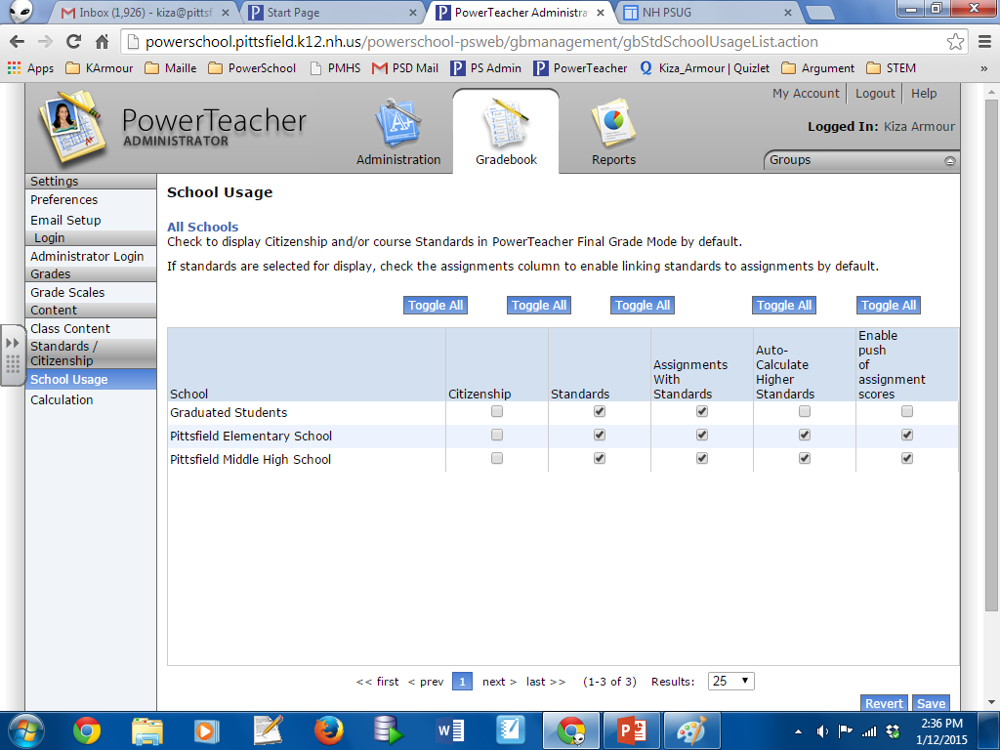 Inbox (1,926) - kiza@pittsf
Start Page
PowerTeacher Administra
NH PSUG
powerschool.pittsfield.k12.nh.us/powerschool-psweb/gbmanagement/gbStdSchoolUsageList.action
Apps KArmour Maille PowerSchool PMHS PSD Mail PS Admin PowerTeacher Kiza_Armour | Quizlet Argument STEM »
PowerTeacher
ADMINISTRATOR
Administration
Gradebook
Reports
My Account Logout Help
Logged In: Kiza Armour
Groups
Settings
Preferences
Email Setup
Login
Administrator Login
Grades
Grade Scales
Content
Class Content
Standards /
Citizenship
School Usage
Calculation
School Usage
All Schools
Check to display Citizenship and/or course Standards in PowerTeacher Final Grade Mode by default.
If standards are selected for display, check the assignments column to enable linking standards to assignments by default.
Toggle All Toggle All Toggle All Toggle All Toggle All
School
Citizenship
Standards
Assignments
With
Standards
Auto-
Calculate
Higher
Standards
Enable
push
of
assignment
scores
Graduated Students
Pittsfield Elementary School
Pittsfield Middle High School
<< first < prev 1 next > last >> (1-3 of 3) Results: 25
Revert Save
2:36 PM
1/12/2015